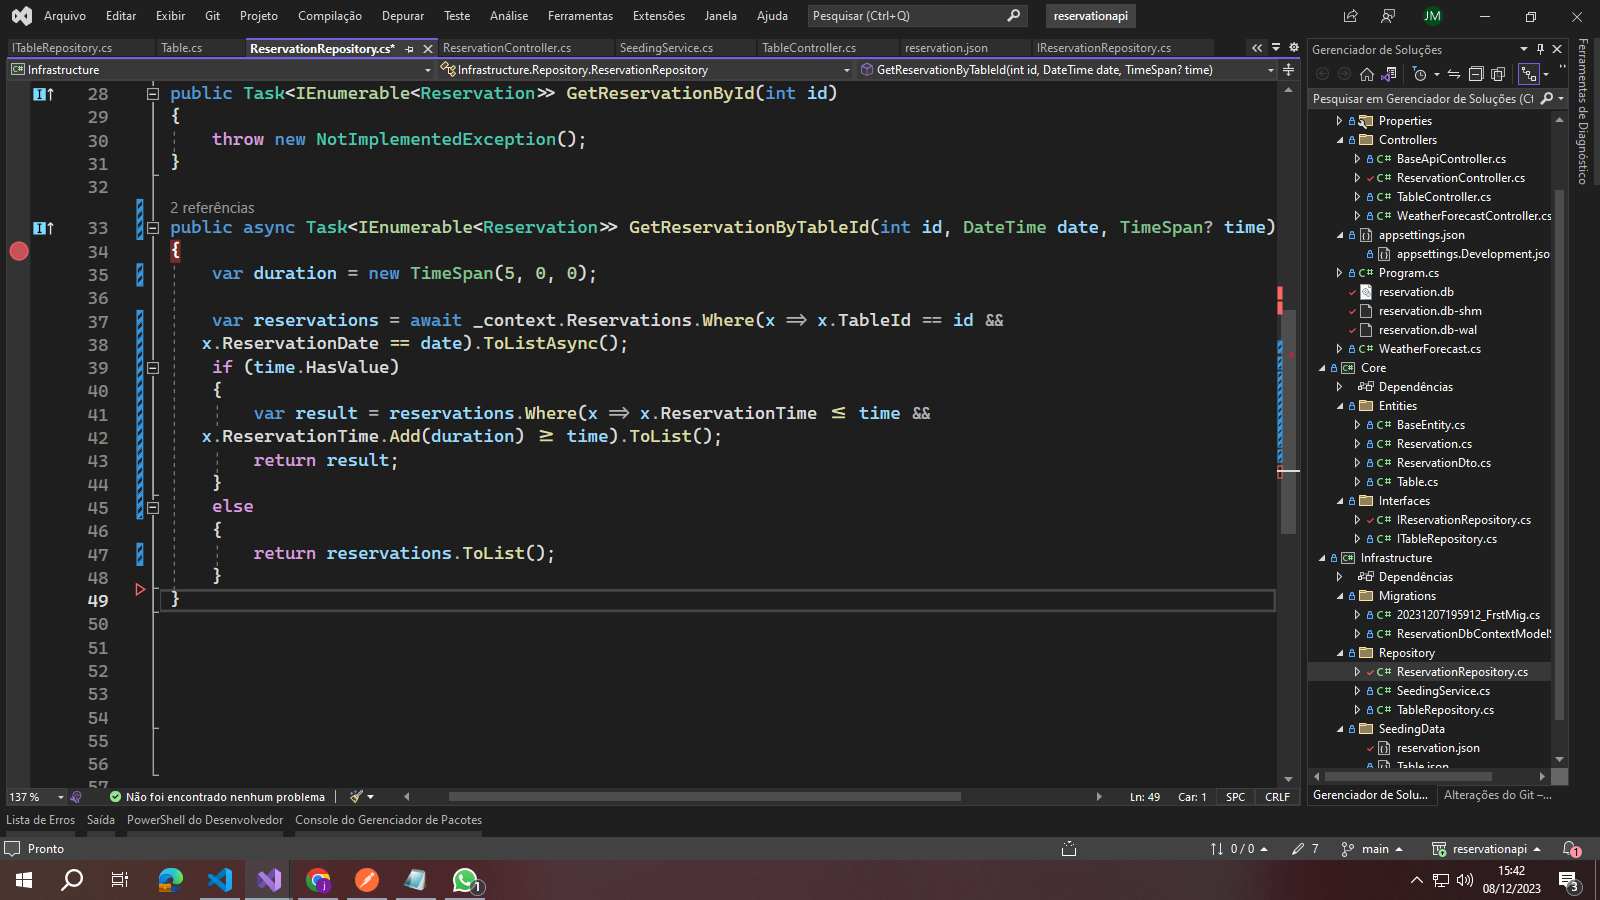 Arquivo Editar Exibir Git Projeto Compilação Depurar Teste Análise Ferramentas Extensões Janela Ajuda Pesquisar (Ctrl+Q) reservationapi JM
ITableRepository.cs Table.cs ReservationRepository.cs* ReservationController.cs SeedingService.cs TableController.cs reservation.json IReservationRepository.cs
Infrastructure Infrastructure.Repository.ReservationRepository GetReservationByTableId(int id, DateTime date, TimeSpan? time)
28 public Task<IEnumerable<Reservation>> GetReservationById(int id)
29 {
30 throw new NotImplementedException();
31 }
32
2 referências
33 public async Task<IEnumerable<Reservation>> GetReservationByTableId(int id, DateTime date, TimeSpan? time)
34 {
35 var duration = new TimeSpan(5, 0, 0);
36
37 var reservations = await _context.Reservations.Where(x => x.TableId == id &&
38 x.ReservationDate == date).ToListAsync();
39 if (time.HasValue)
40 {
41 var result = reservations.Where(x => x.ReservationTime <= time &&
42 x.ReservationTime.Add(duration) >= time).ToList();
43 return result;
44 }
45 else
46 {
47 return reservations.ToList();
48 }
49 }
50
51
52
53
54
55
56
57
137 % Não foi encontrado nenhum problema Ln: 49 Car: 1 SPC CRLF
Lista de Erros Saída PowerShell do Desenvolvedor Console do Gerenciador de Pacotes
Gerenciador de Soluções
Pesquisar em Gerenciador de Soluções (Ct
Properties
Controllers
BaseApiController.cs
ReservationController.cs
TableController.cs
WeatherForecastController.cs
appsettings.json
appsettings.Development.jso
Program.cs
reservation.db
reservation.db-shm
reservation.db-wal
WeatherForecast.cs
Core
Dependências
Entities
BaseEntity.cs
Reservation.cs
ReservationDto.cs
Table.cs
Interfaces
IReservationRepository.cs
ITableRepository.cs
Infrastructure
Dependências
Migrations
20231207195912_FrstMig.cs
ReservationDbContextModelS
Repository
ReservationRepository.cs
SeedingService.cs
TableRepository.cs
SeedingData
reservation.json
Table.json
Gerenciador de Solu... Alterações do Git –...
Ferramentas de Diagnóstico
Pronto 0 / 0 7 main reservationapi 1
1 15:42
08/12/2023 3